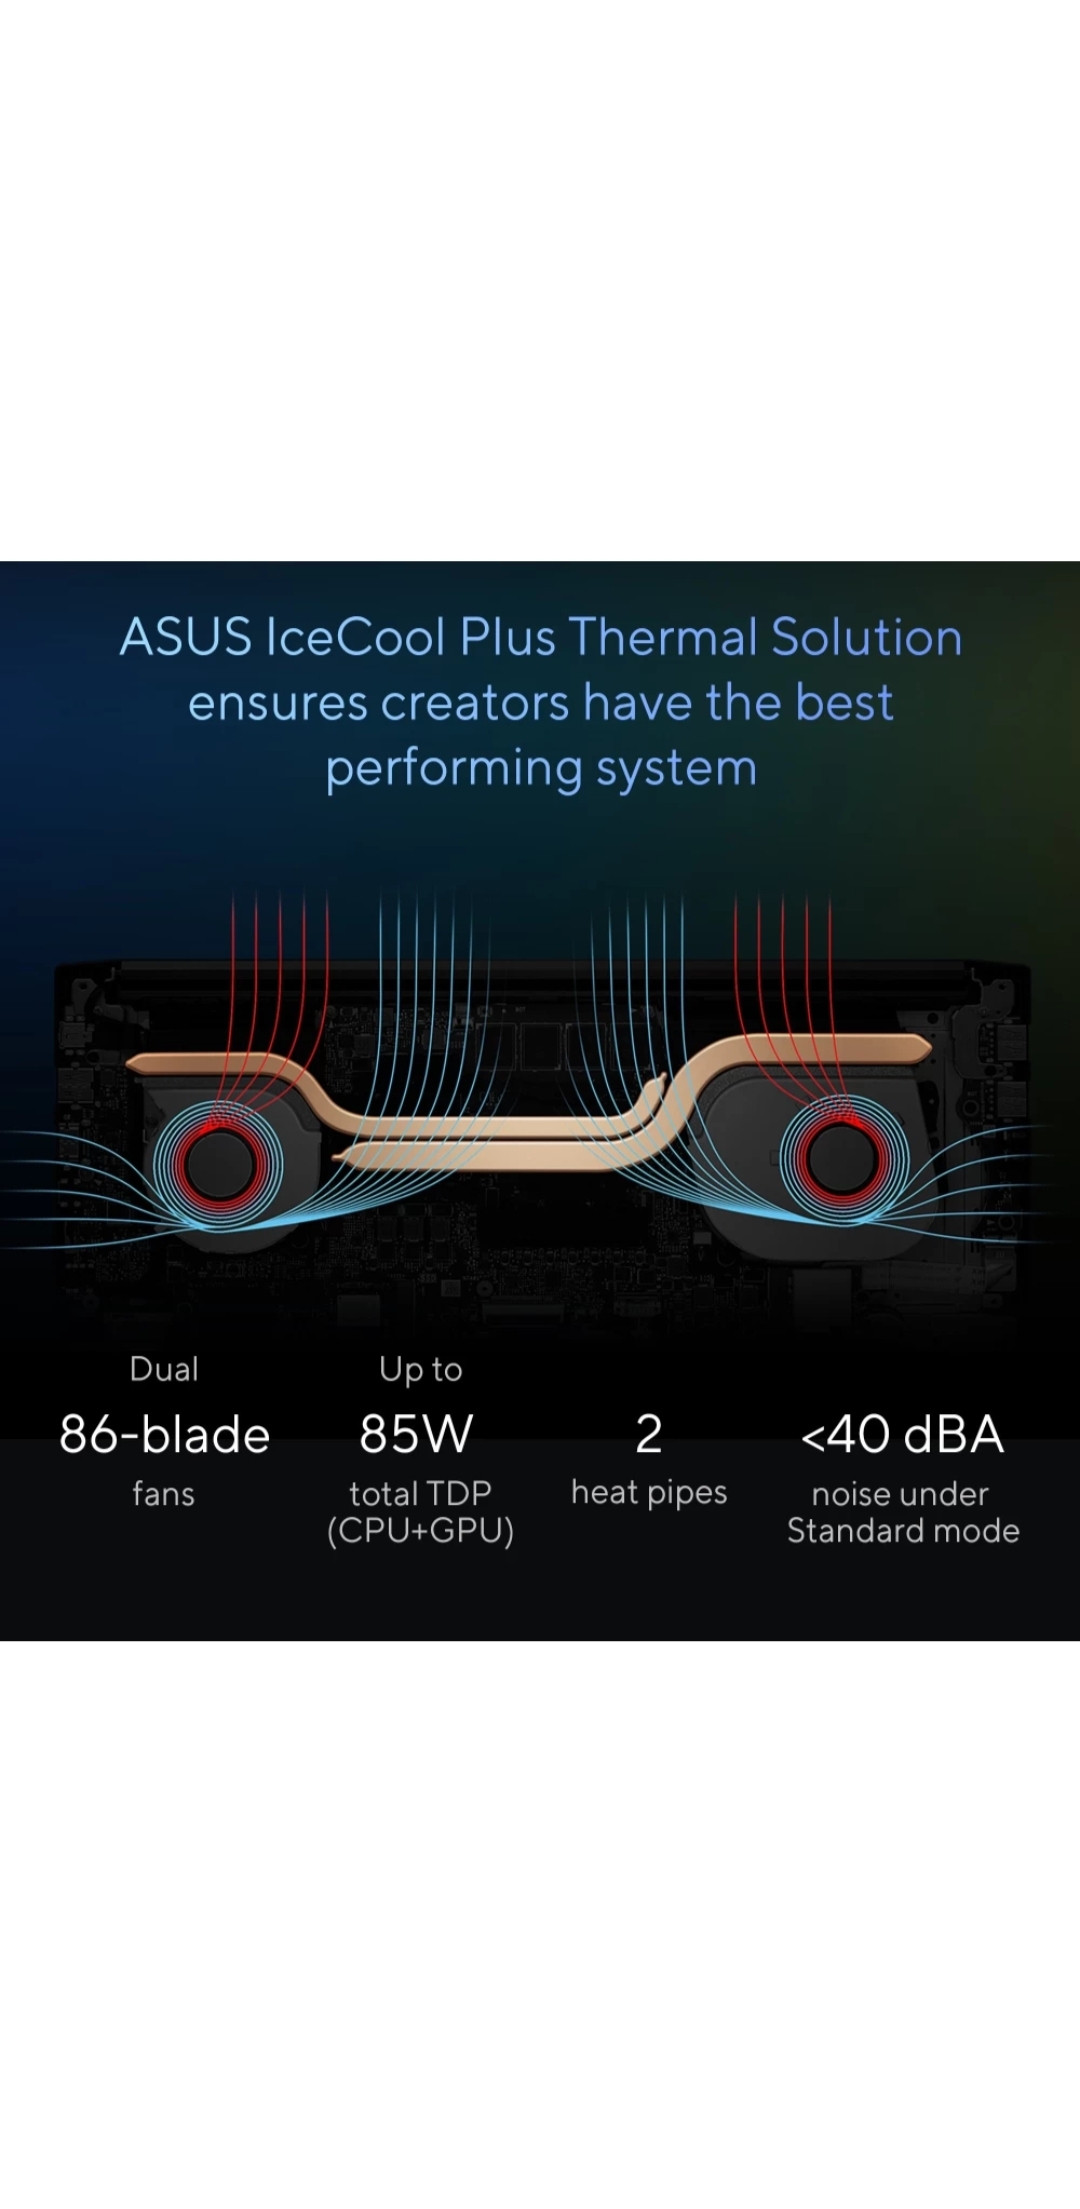 ASUS IceCool Plus Thermal Solution
ensures creators have the best
performing system
Dual
86-blade
fans
Up to
85W
total TDP
(CPU+GPU)
2
heat pipes
<40 dBA
noise under
Standard mode